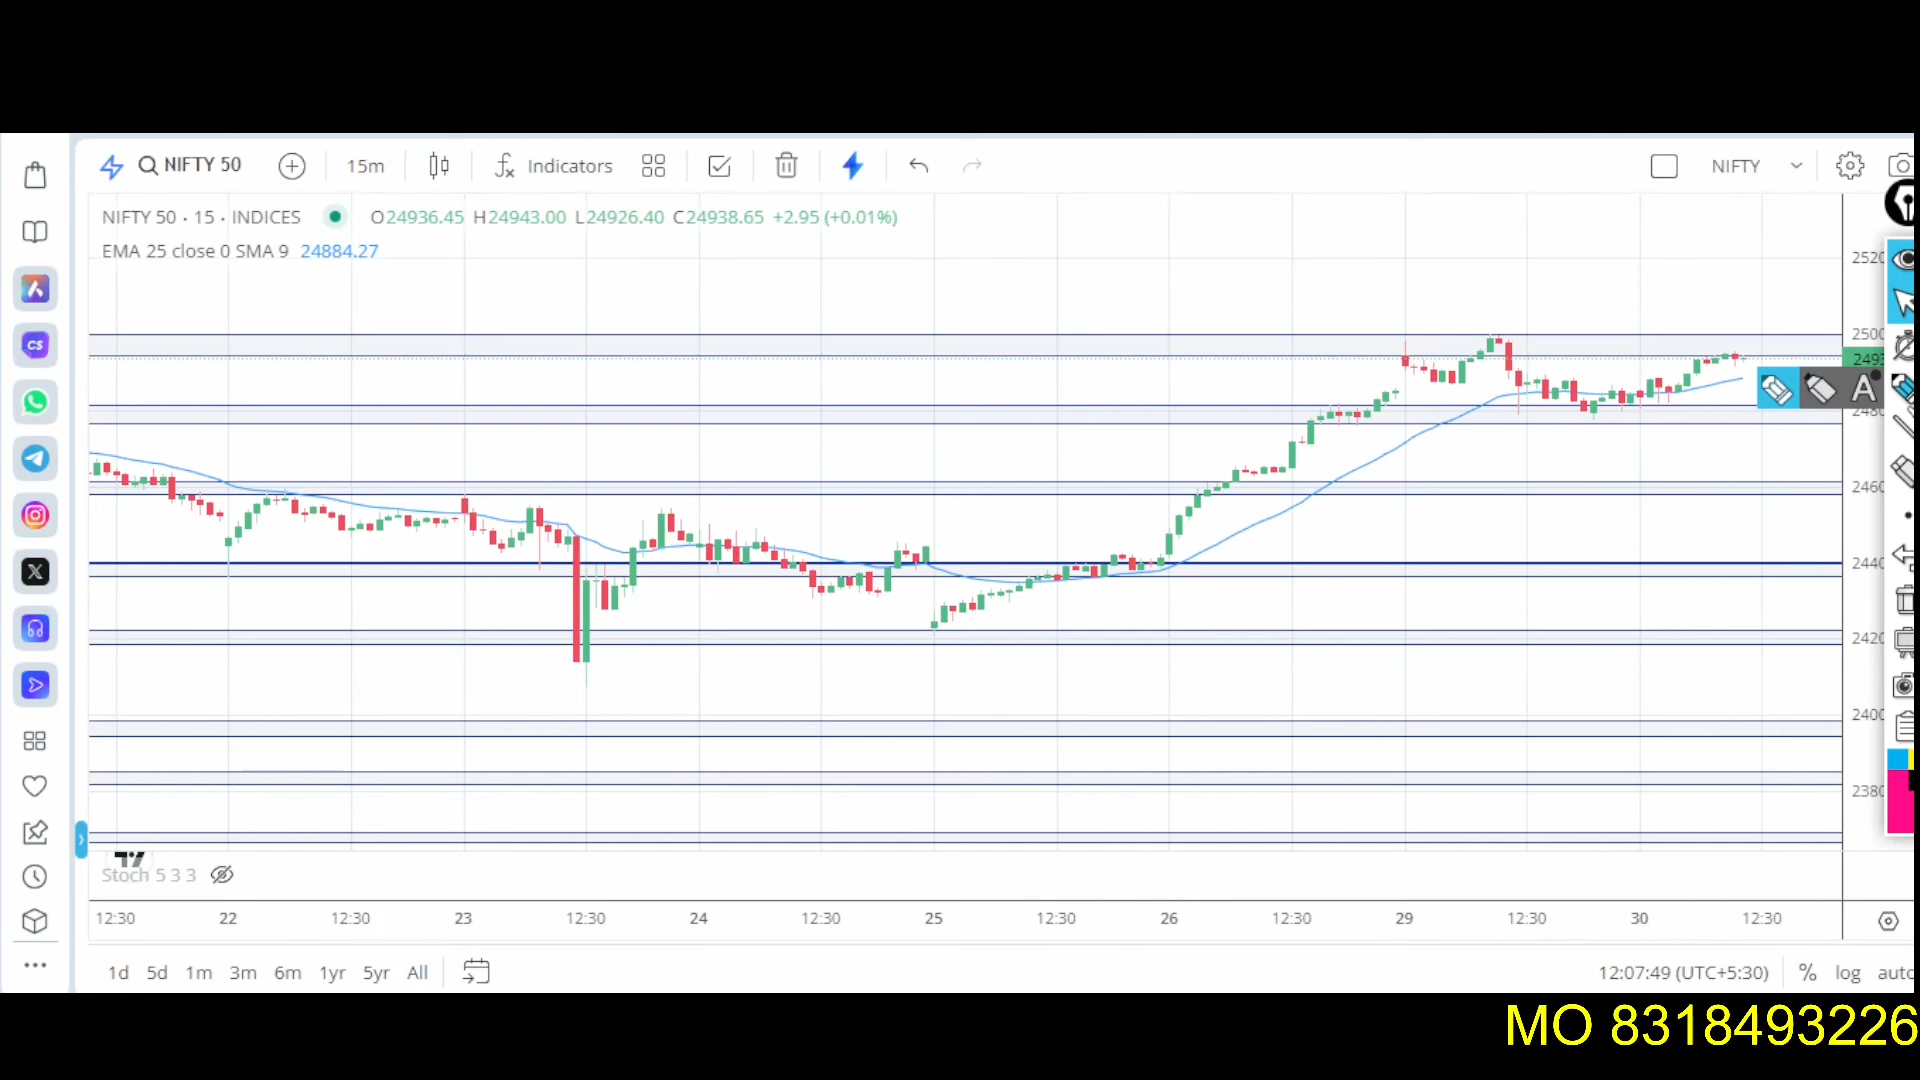 NIFTY 50
15m
Indicators
NIFTY
NIFTY 50 · 15 · INDICES O24936.45 H24943.00 L24926.40 C24938.65 +2.95 (+0.01%)
EMA 25 close 0 SMA 9 24884.27
CS
A
Stoch 5 3 3
12:30 22 12:30 23 12:30 24 12:30 25 12:30 26 12:30 29 12:30 30 12:30
1d 5d 1m 3m 6m 1yr 5yr All
12:07:49 (UTC+5:30) % log auto
MO 8318493226